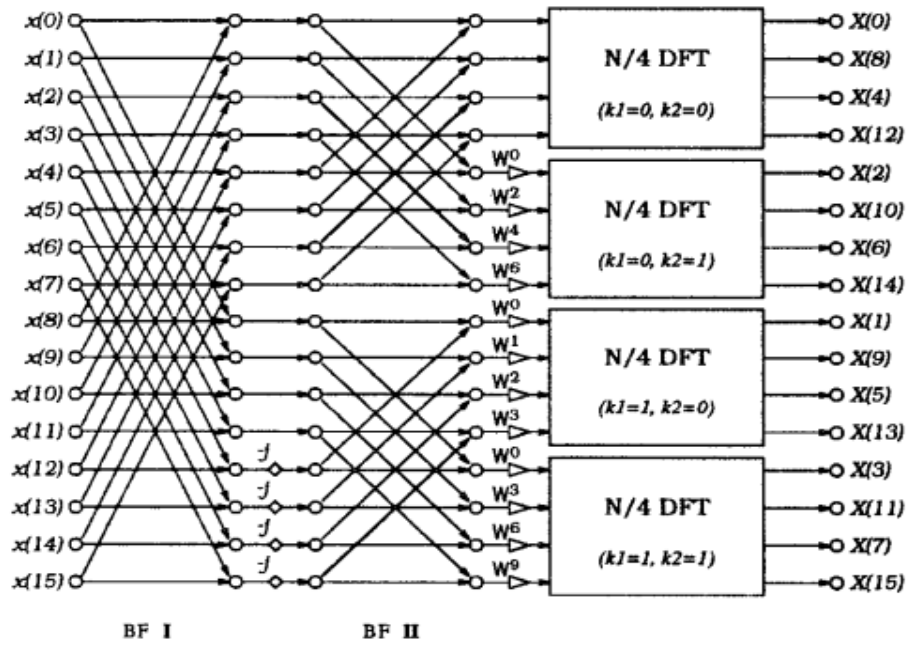 x(0) X(0)
x(1) N/4 DFT X(8)
x(2) (k1=0, k2=0) X(4)
x(3) X(12)
x(4) W⁰ X(2)
x(5) W² N/4 DFT X(10)
x(6) W⁴ (k1=0, k2=1) X(6)
x(7) W⁶ X(14)
x(8) W⁰ X(1)
x(9) W¹ N/4 DFT X(9)
x(10) W² (k1=1, k2=0) X(5)
x(11) W³ X(13)
x(12) -j W⁰ X(3)
x(13) -j W³ N/4 DFT X(11)
x(14) -j W⁶ (k1=1, k2=1) X(7)
x(15) -j W⁹ X(15)
BF I BF II